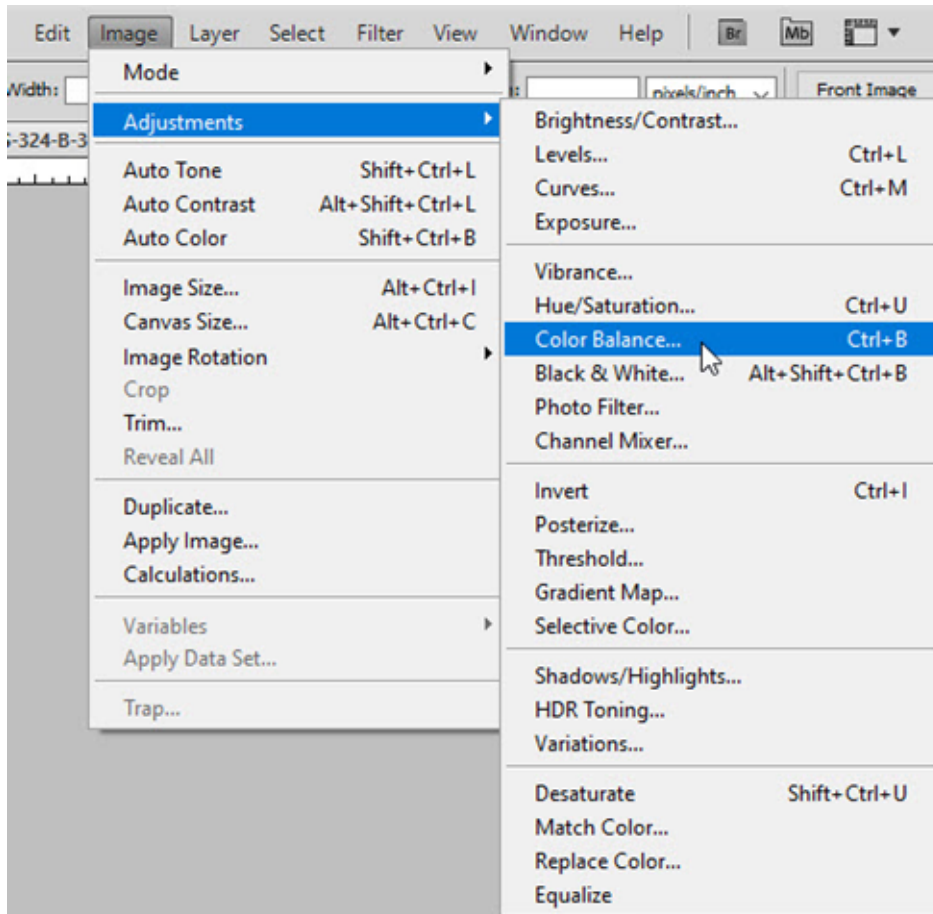 Edit Image Layer Select Filter View Window Help Br Mb
Width: pixels/inch Front Image
-324-B-3
Mode
Adjustments
Auto Tone Shift+Ctrl+L
Auto Contrast Alt+Shift+Ctrl+L
Auto Color Shift+Ctrl+B
Image Size... Alt+Ctrl+I
Canvas Size... Alt+Ctrl+C
Image Rotation
Crop
Trim...
Reveal All
Duplicate...
Apply Image...
Calculations...
Variables
Apply Data Set...
Trap...
Brightness/Contrast...
Levels... Ctrl+L
Curves... Ctrl+M
Exposure...
Vibrance...
Hue/Saturation... Ctrl+U
Color Balance... Ctrl+B
Black & White... Alt+Shift+Ctrl+B
Photo Filter...
Channel Mixer...
Invert Ctrl+I
Posterize...
Threshold...
Gradient Map...
Selective Color...
Shadows/Highlights...
HDR Toning...
Variations...
Desaturate Shift+Ctrl+U
Match Color...
Replace Color...
Equalize